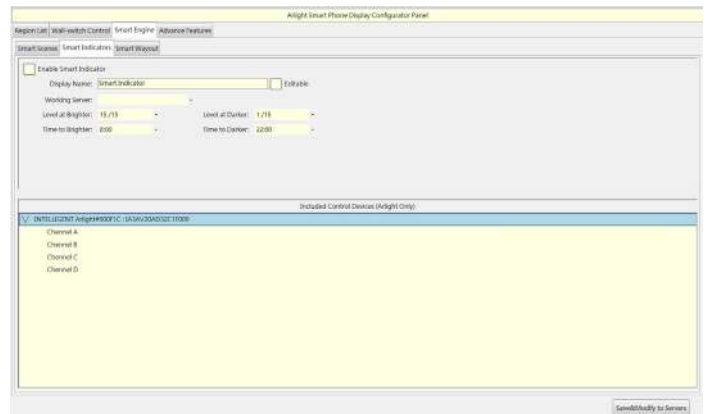 Arlight Smart Phone Display Configurator Panel
Region List Wall-switch Control Smart Engine Advance Features
Smart Scenes Smart Indicators Smart Wayout
Enable Smart Indicator
Display Name: Smart Indicator Editable
Working Server:
Level at Brighter: 15 /15 Level at Darker: 1 /15
Time to Brighter: 8:00 Time to Darker: 22:00
Included Control Devices (Arlight Only)
INTELLIGENT
Channel A
Channel B
Channel C
Channel D
Save&Modify to Servers